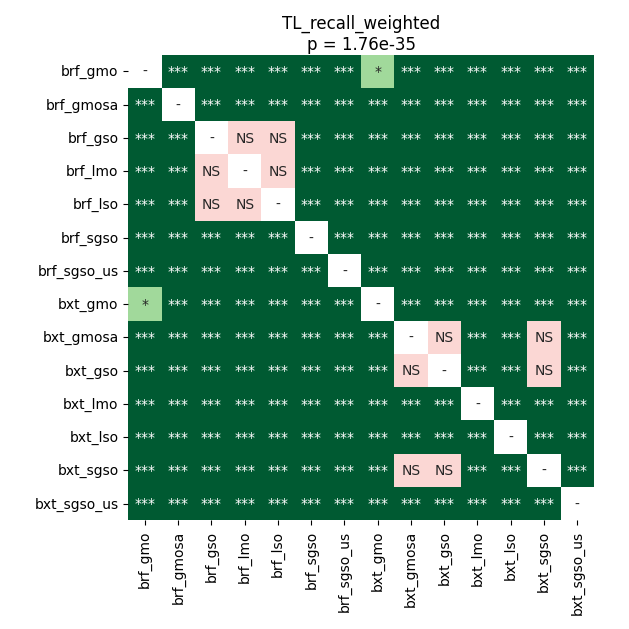 TL_recall_weighted
p = 1.76e-35
brf_gmo - *** *** *** *** *** *** * *** *** *** *** *** ***
brf_gmosa *** - *** *** *** *** *** *** *** *** *** *** *** ***
brf_gso *** *** - NS NS *** *** *** *** *** *** *** *** ***
brf_lmo *** *** NS - NS *** *** *** *** *** *** *** *** ***
brf_lso *** *** NS NS - *** *** *** *** *** *** *** *** ***
brf_sgso *** *** *** *** *** - *** *** *** *** *** *** *** ***
brf_sgso_us *** *** *** *** *** *** - *** *** *** *** *** *** ***
bxt_gmo * *** *** *** *** *** *** - *** *** *** *** *** ***
bxt_gmosa *** *** *** *** *** *** *** *** - NS *** *** NS ***
bxt_gso *** *** *** *** *** *** *** *** NS - *** *** NS ***
bxt_lmo *** *** *** *** *** *** *** *** *** *** - *** *** ***
bxt_lso *** *** *** *** *** *** *** *** *** *** *** - *** ***
bxt_sgso *** *** *** *** *** *** *** *** NS NS *** *** - ***
bxt_sgso_us *** *** *** *** *** *** *** *** *** *** *** *** *** -
brf_gmo brf_gmosa brf_gso brf_lmo brf_lso brf_sgso brf_sgso_us bxt_gmo bxt_gmosa bxt_gso bxt_lmo bxt_lso bxt_sgso bxt_sgso_us